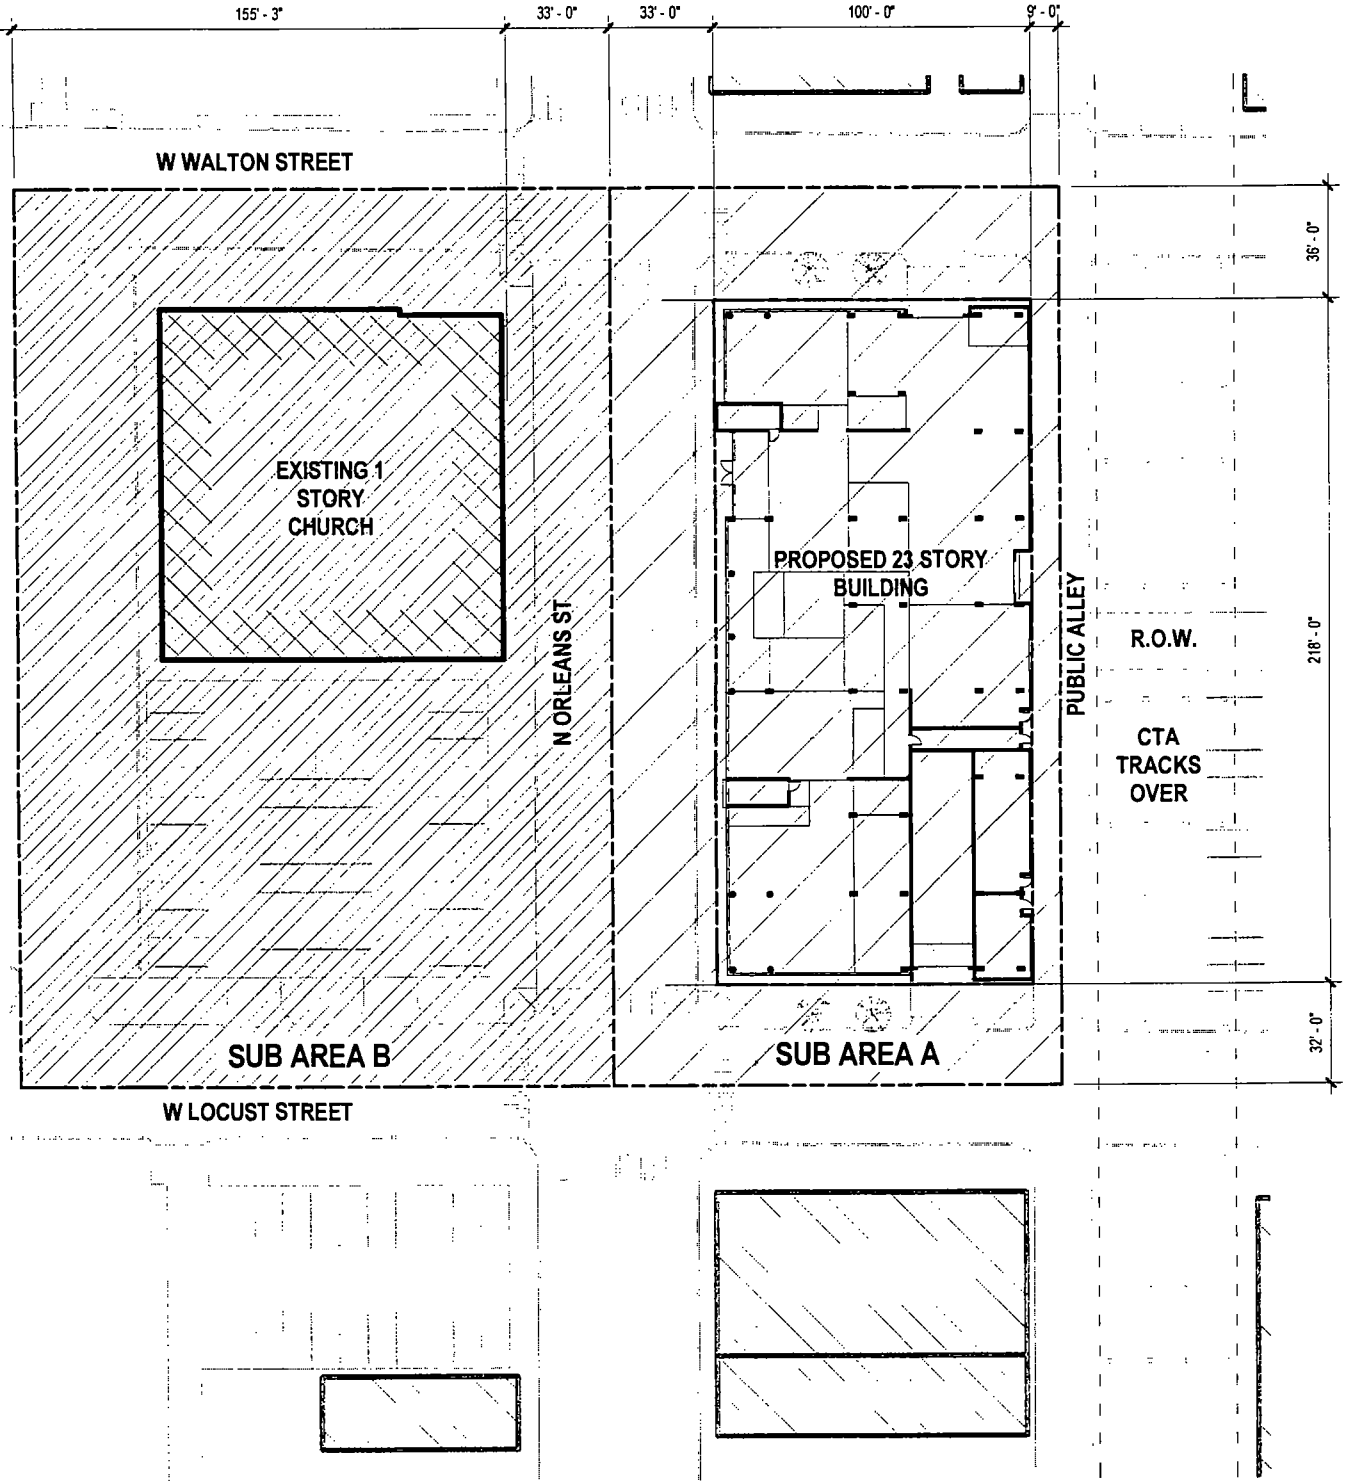 155' - 3"
33' - 0"
33' - 0"
100' - 0"
9' - 0"
W WALTON STREET
36' - 0"
EXISTING 1
STORY
CHURCH
PROPOSED 23 STORY
BUILDING
N ORLEANS ST
PUBLIC ALLEY
R.O.W.
218' - 0"
CTA
TRACKS
OVER
SUB AREA B
SUB AREA A
32' - 0"
W LOCUST STREET